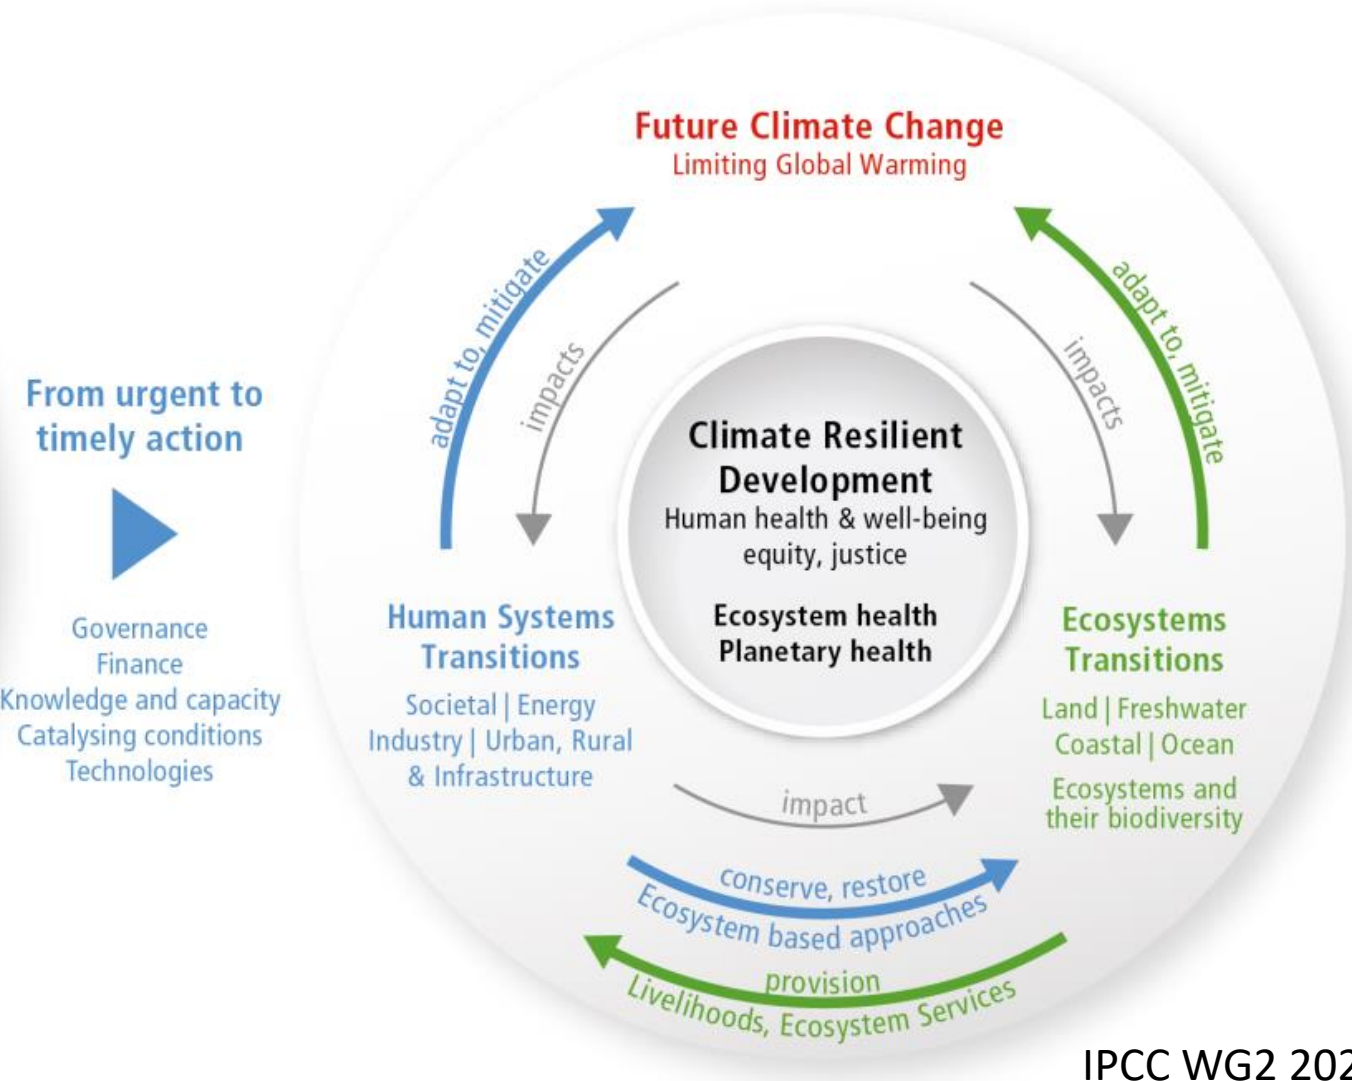 Future Climate Change
Limiting Global Warming
adapt to, mitigate
impacts
impacts
adapt to, mitigate
From urgent to
timely action
Governance
Finance
Knowledge and capacity
Catalysing conditions
Technologies
Climate Resilient
Development
Human health & well-being
equity, justice
Ecosystem health
Planetary health
Human Systems
Transitions
Societal | Energy
Industry | Urban, Rural
& Infrastructure
Ecosystems
Transitions
Land | Freshwater
Coastal | Ocean
Ecosystems and
their biodiversity
impact
conserve, restore
Ecosystem based approaches
provision
Livelihoods, Ecosystem Services
IPCC WG2 202